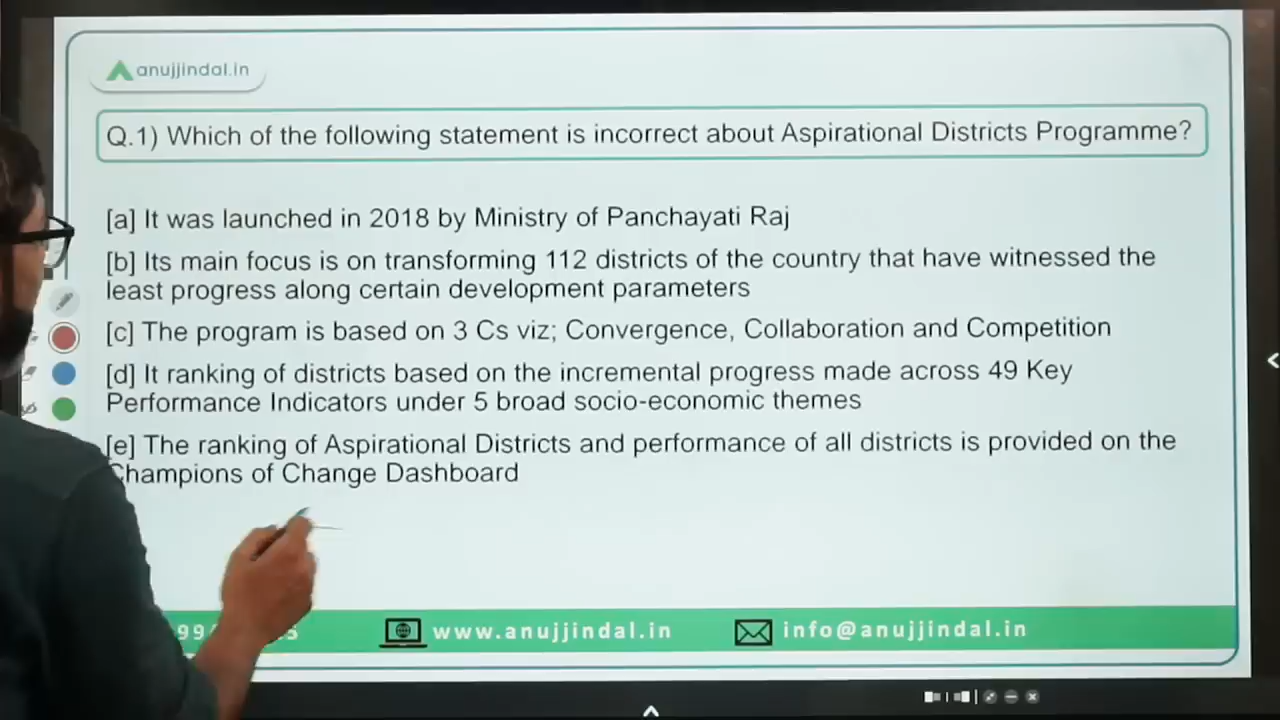 anujjindal.in
Q.1) Which of the following statement is incorrect about Aspirational Districts Programme?
[a] It was launched in 2018 by Ministry of Panchayati Raj
[b] Its main focus is on transforming 112 districts of the country that have witnessed the
least progress along certain development parameters
[c] The program is based on 3 Cs viz; Convergence, Collaboration and Competition
[d] It ranking of districts based on the incremental progress made across 49 Key
Performance Indicators under 5 broad socio-economic themes
[e] The ranking of Aspirational Districts and performance of all districts is provided on the
Champions of Change Dashboard
www.anujjindal.in
info@anujjindal.in